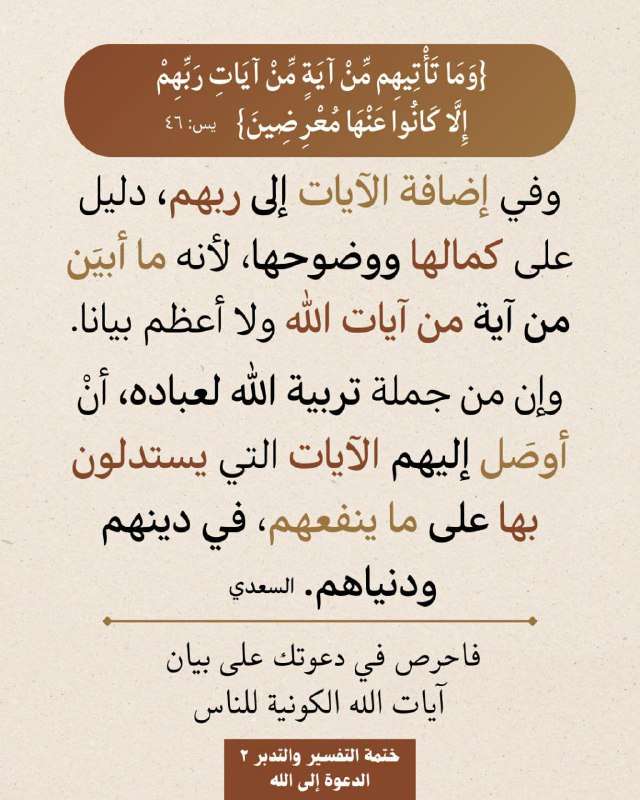 {وَمَا تَأْتِيهِم مِّنْ آيَةٍ مِّنْ آيَاتِ رَبِّهِمْ
إِلَّا كَانُوا عَنْهَا مُعْرِضِينَ} يس: ٤٦
وفي إضافة الآيات إلى ربهم، دليل
على كمالها ووضوحها، لأنه ما أبيَن
من آية من آيات الله ولا أعظم بيانا.
وإن من جملة تربية الله لعباده، أنْ
أوصَل إليهم الآيات التي يستدلون
بها على ما ينفعهم، في دينهم
ودنياهم. السعدي
فاحرص في دعوتك على بيان
آيات الله الكونية للناس
ختمة التفسير والتدبر ٢
الدعوة إلى الله